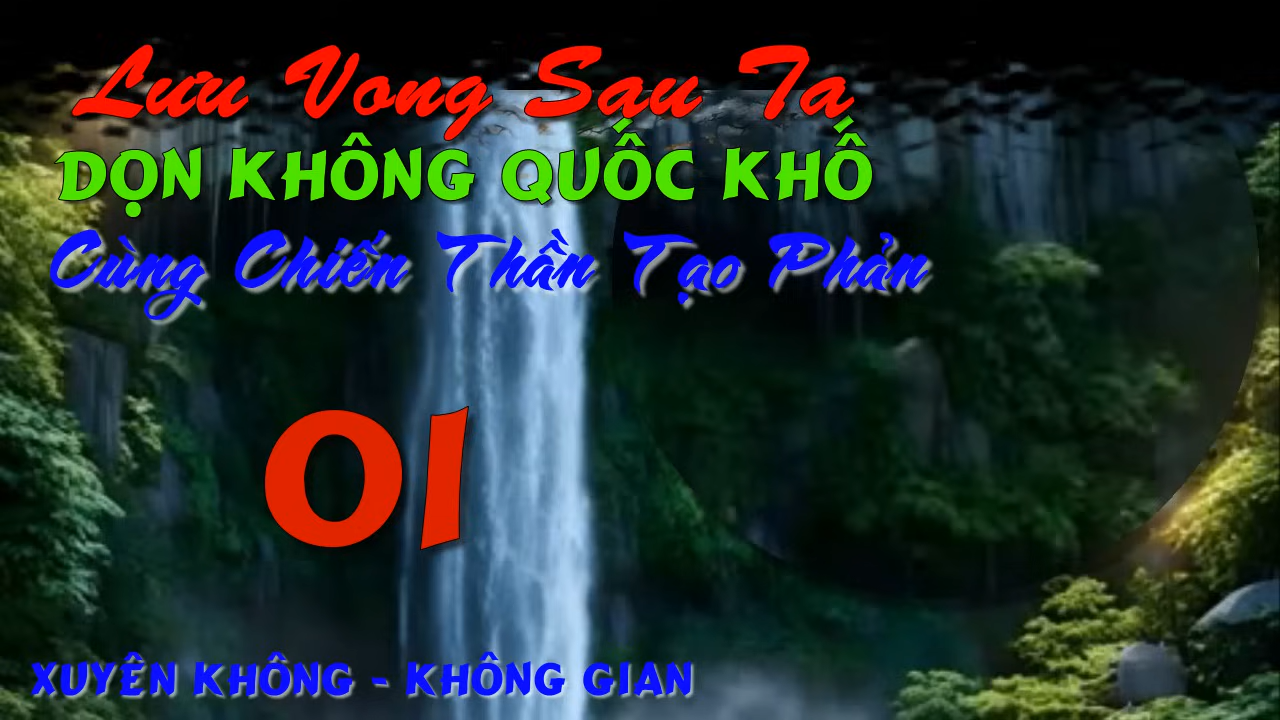 Lưu Vong Sau Ta
DỌN KHÔNG QUỐC KHỐ
Cùng Chiến Thần Tạo Phản
01
XUYÊN KHÔNG - KHÔNG GIAN